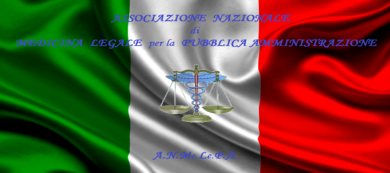 ASSOCIAZIONE NAZIONALE
di
MEDICINA LEGALE per la PUBBLICA AMMINISTRAZIONE
A.N.Me.Le.P.A.